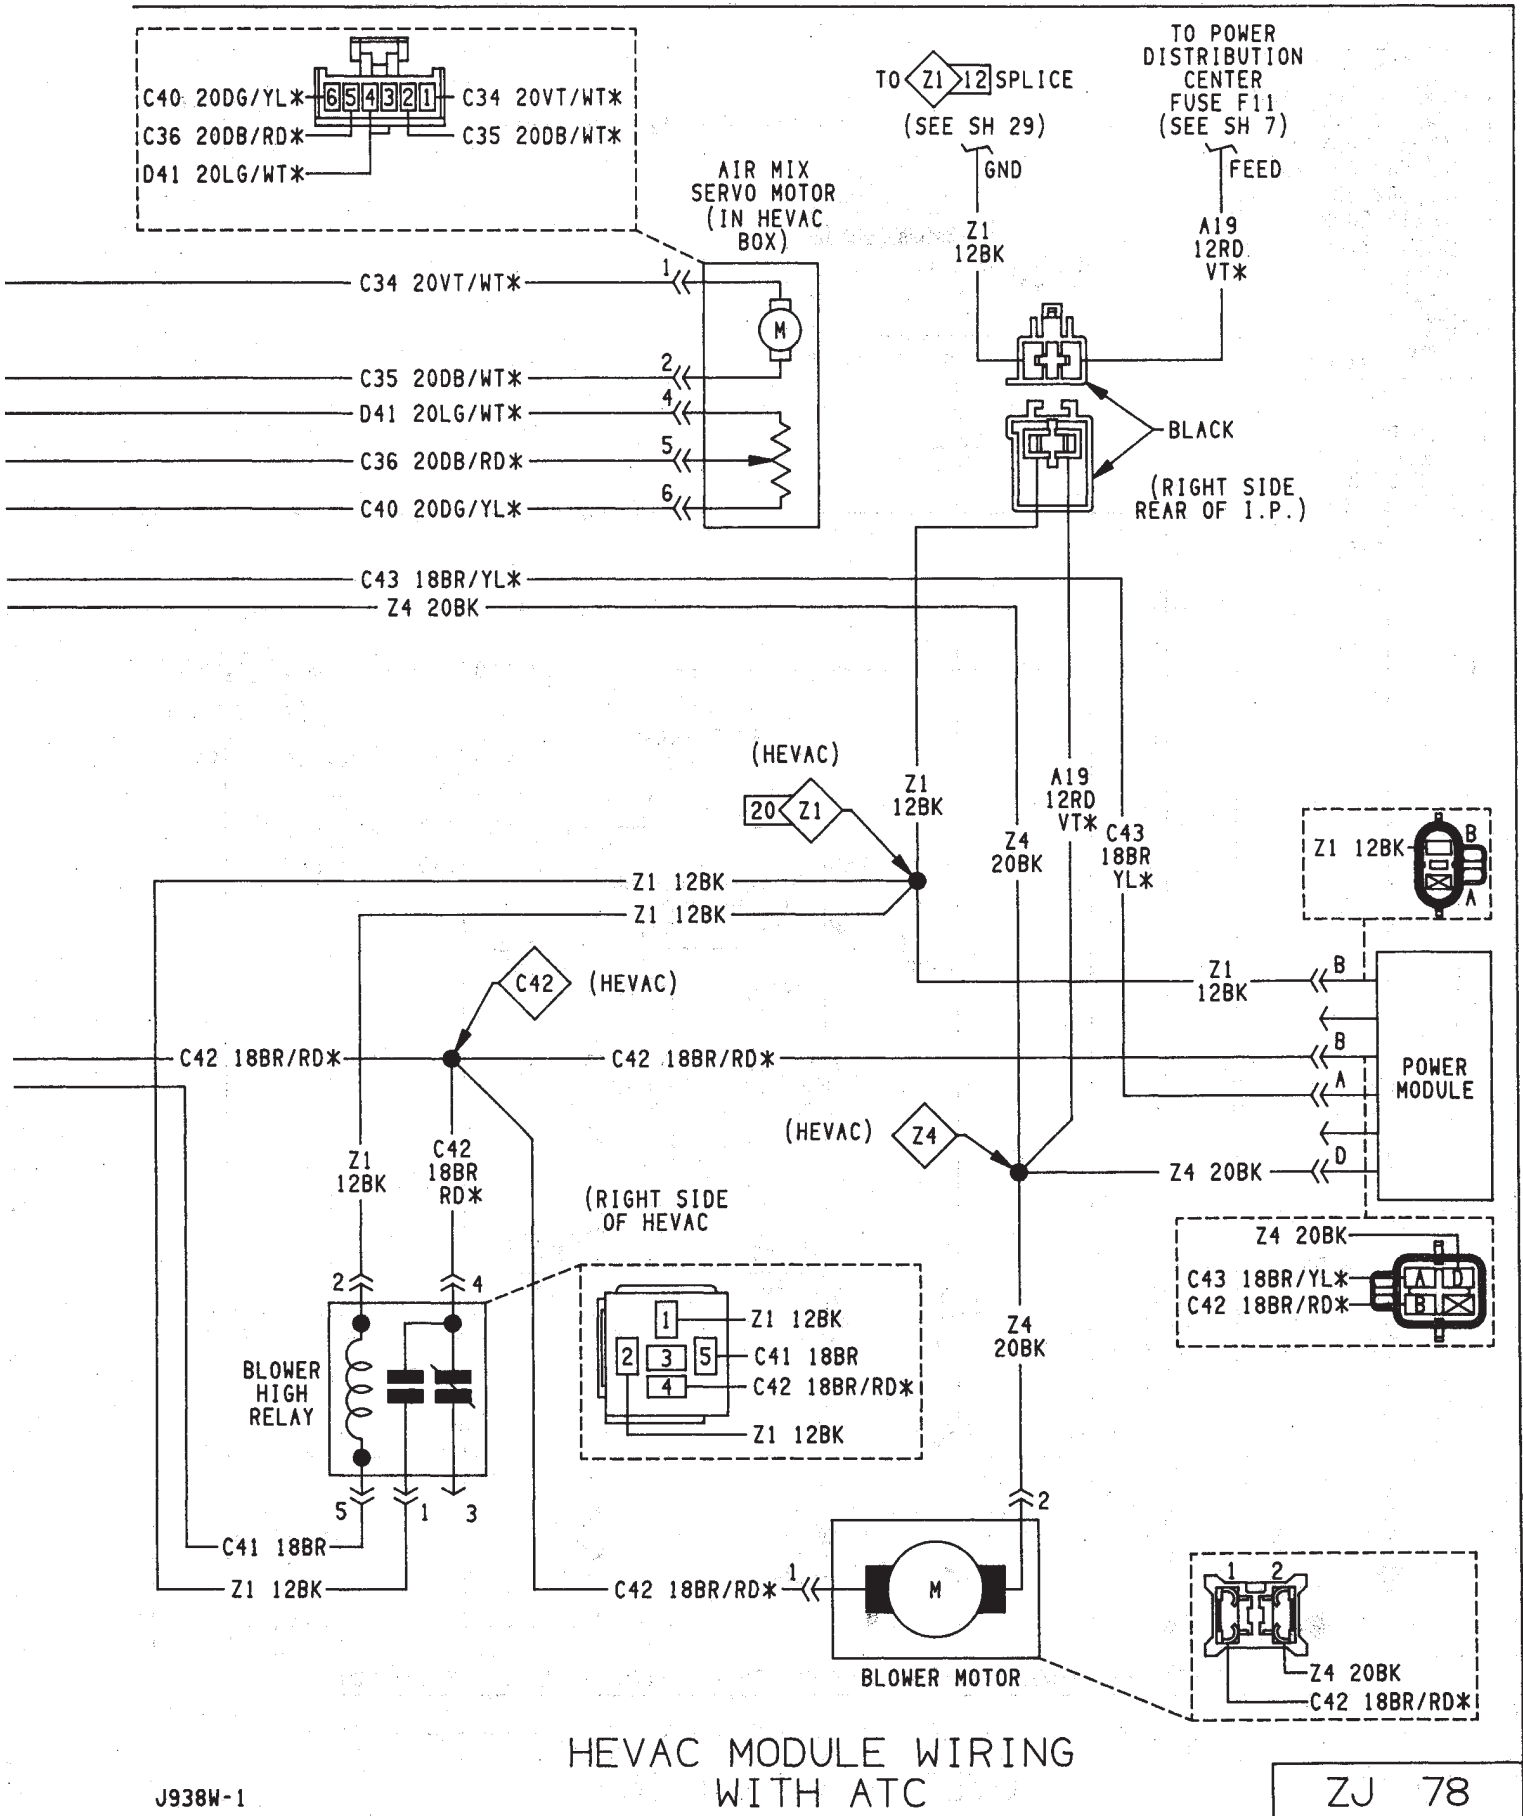 C40 20DG/YL*
6 5 4 3 2 1
C34 20VT/WT*
C36 20DB/RD*
C35 20DB/WT*
D41 20LG/WT*
AIR MIX
SERVO MOTOR
(IN HEVAC
BOX)
TO Z1 12 SPLICE
(SEE SH 29)
GND
TO POWER
DISTRIBUTION
CENTER
FUSE F11
(SEE SH 7)
FEED
Z1
12BK
A19
12RD
VT*
C34 20VT/WT*
1
M
C35 20DB/WT*
2
D41 20LG/WT*
4
C36 20DB/RD*
5
C40 20DG/YL*
6
BLACK
(RIGHT SIDE
REAR OF I.P.)
C43 18BR/YL*
Z4 20BK
(HEVAC)
20 Z1
Z1
12BK
Z4
20BK
A19
12RD
VT*
C43
18BR
YL*
Z1 12BK
B
A
Z1 12BK
Z1 12BK
C42
(HEVAC)
Z1
12BK
B
C42 18BR/RD*
C42 18BR/RD*
B
A
D
POWER
MODULE
(HEVAC)
Z4
Z4 20BK
Z1
12BK
C42
18BR
RD*
(RIGHT SIDE
OF HEVAC
Z4 20BK
C43 18BR/YL*
A D
C42 18BR/RD*
B
2
4
BLOWER
HIGH
RELAY
1
Z1 12BK
2 3 5
C41 18BR
4
C42 18BR/RD*
Z1 12BK
Z4
20BK
5
1
3
C41 18BR
Z1 12BK
C42 18BR/RD*
1
2
M
BLOWER MOTOR
1 2
Z4 20BK
C42 18BR/RD*
HEVAC MODULE WIRING
WITH ATC
J938W-1
ZJ 78